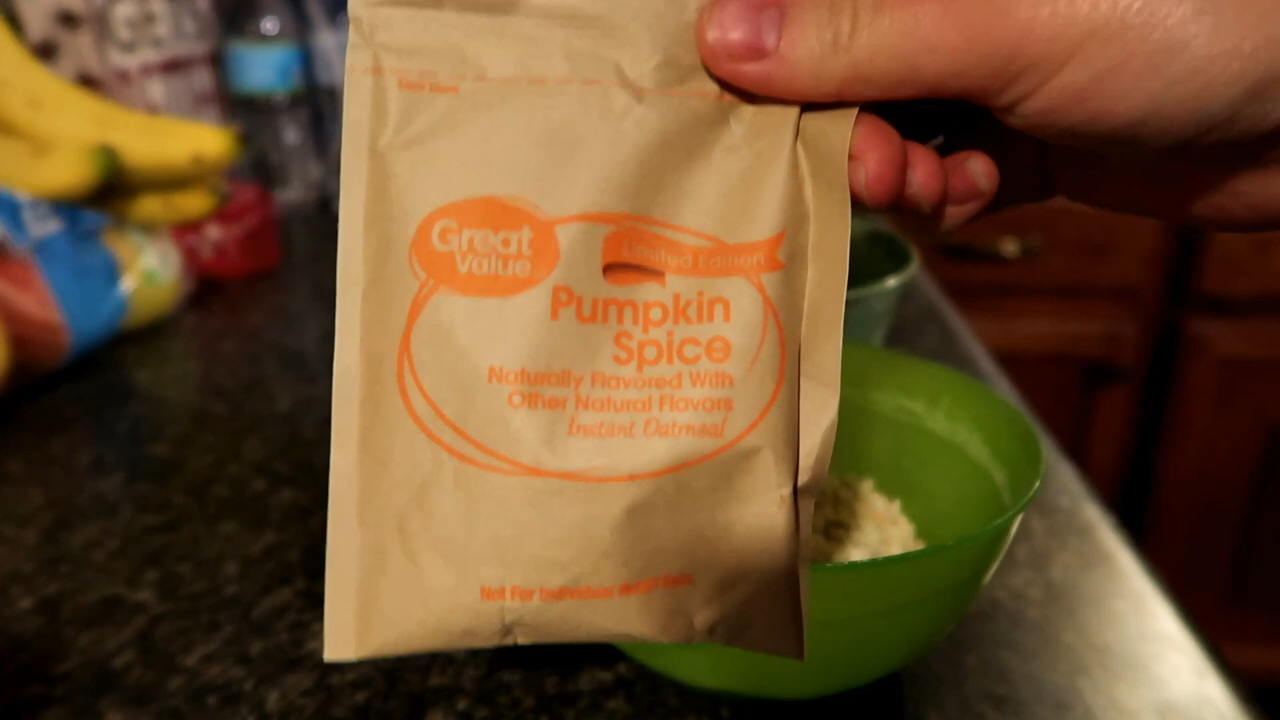 Great
Value
Limited Edition
Pumpkin
Spice
Naturally Flavored With
Other Natural Flavors
Instant Oatmeal
Not For Individual